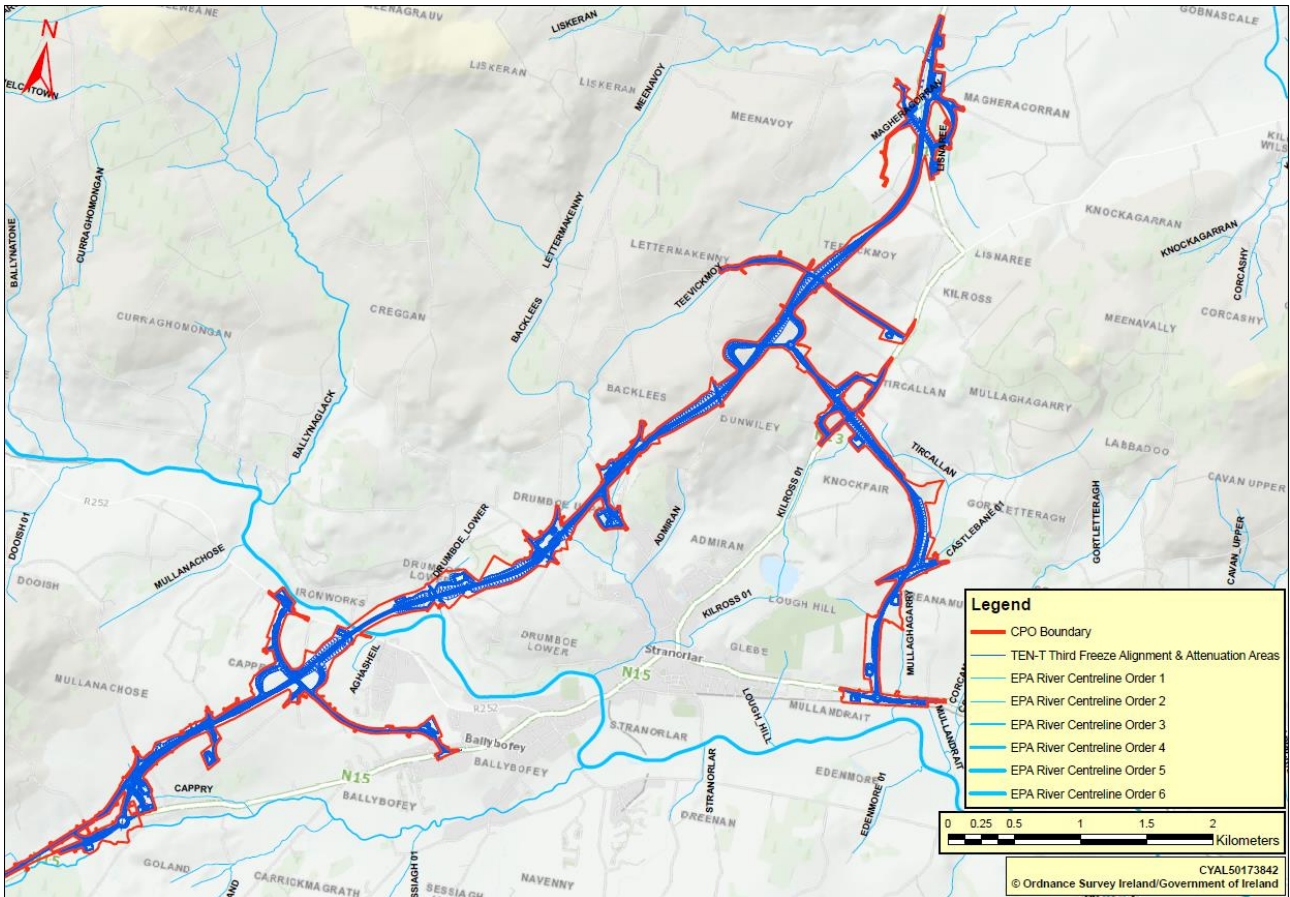 N
GOBNASCALE
LISKERAN
LISKERAN
LISKERAN
MEENAVOY
MEENAVOY
MAGHERACORRAN
MAGHERACORRAN
LISNAREE
CURRAGHOMONGAN
BALLYNATONE
LETTERMAKENNY
LETTERMAKENNY
TEEVICKMOY
KNOCKAGARRAN
KNOCKAGARRAN
LISNAREE
CORCASHY
CORCASHY
KILROSS
MEENAVALLY
CURRAGHOMONGAN
CREGGAN
BACKLEES
BACKLEES
TIRCALLAN
MULLAGHAGARRY
DUNWILEY
BALLYNAGLACK
LABBADOO
TIRCALLAN
CAVAN UPPER
KNOCKFAIR
GORTLETTERAGH
GORTLETTERAGH
KILROSS 01
R252
CASTLEBANE 01
DOOISH 01
DOOISH
MULLANACHOSE
DRUMBOE_LOWER
ADMIRAN
ADMIRAN
CAVAN_UPPER
IRONWORKS
KILROSS 01
LOUGH HILL
MULLAGHAGARRY
DRUMBOE
LOWER
GLEBE
Stranorlar
N15
MULLANACHOSE
AGHASHEIL
R252
LOUGH_HILL
MULLANDRAIT
MULLANDRAIT
STRANORLAR
Ballybofey
BALLYBOFEY
N15
CAPPRY
BALLYBOFEY
STRANORLAR
EDENMORE
EDENMORE 01
DREENAN
GOLAND
CARRICKMAGRATH
NAVENNY
Legend
CPO Boundary
TEN-T Third Freeze Alignment & Attenuation Areas
EPA River Centreline Order 1
EPA River Centreline Order 2
EPA River Centreline Order 3
EPA River Centreline Order 4
EPA River Centreline Order 5
EPA River Centreline Order 6
0 0.25 0.5 1 1.5 2
Kilometers
CYAL50173842
© Ordnance Survey Ireland/Government of Ireland